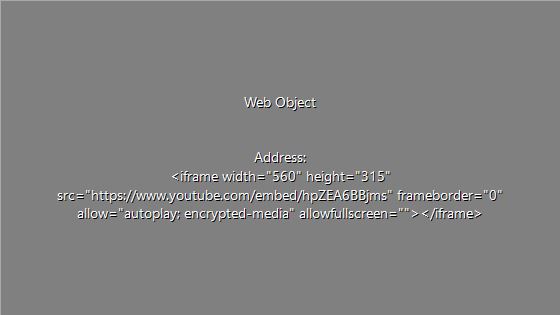 Web Object
Address:
<iframe width="560" height="315"
src="https://www.youtube.com/embed/hpZEA6BBjms" frameborder="0"
allow="autoplay; encrypted-media" allowfullscreen=""></iframe>